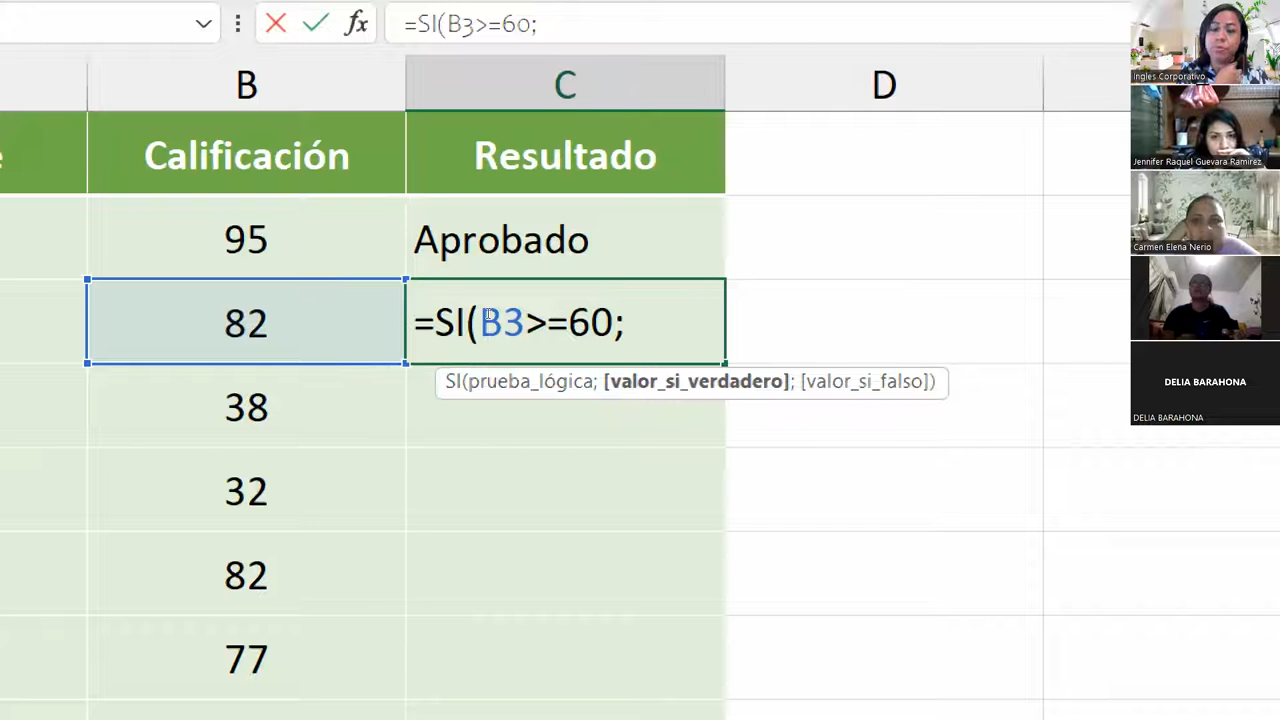 fx =SI(B3>=60;
B C D
e Calificación Resultado
95 Aprobado
82 =SI(B3>=60;
SI(prueba_lógica; [valor_si_verdadero]; [valor_si_falso])
38
32
82
77
Ingles Corporativo
Jennifer Raquel Guevara Ramirez
Carmen Elena Nerio
DELIA BARAHONA
DELIA BARAHONA